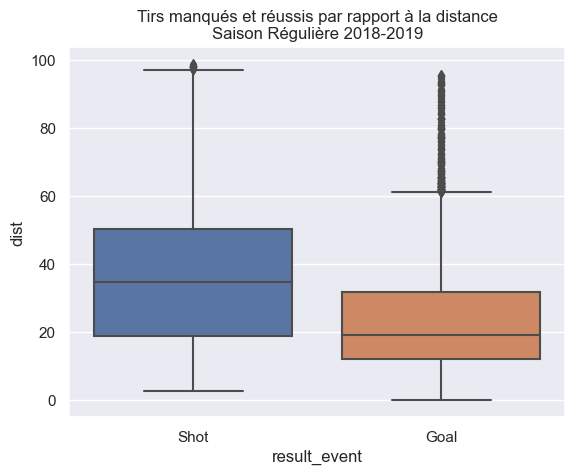 Tirs manqués et réussis par rapport à la distance
Saison Régulière 2018-2019
100
80
60
40
20
0
dist
Shot
Goal
result_event